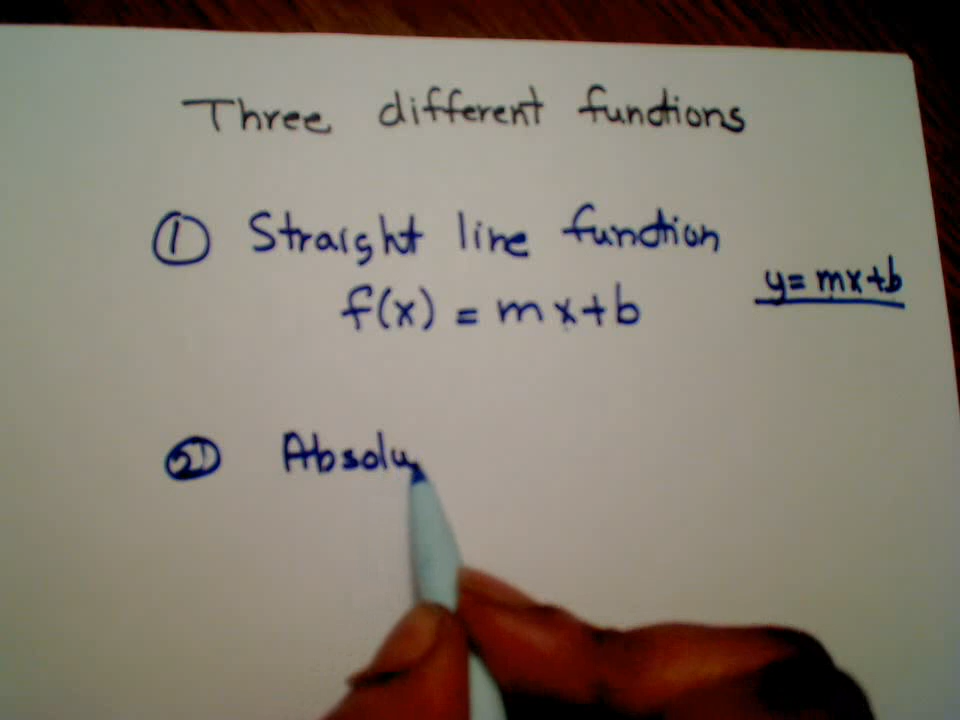 Three different functions
① Straight line function
y = mx+b
f(x) = mx+b
② Absolu